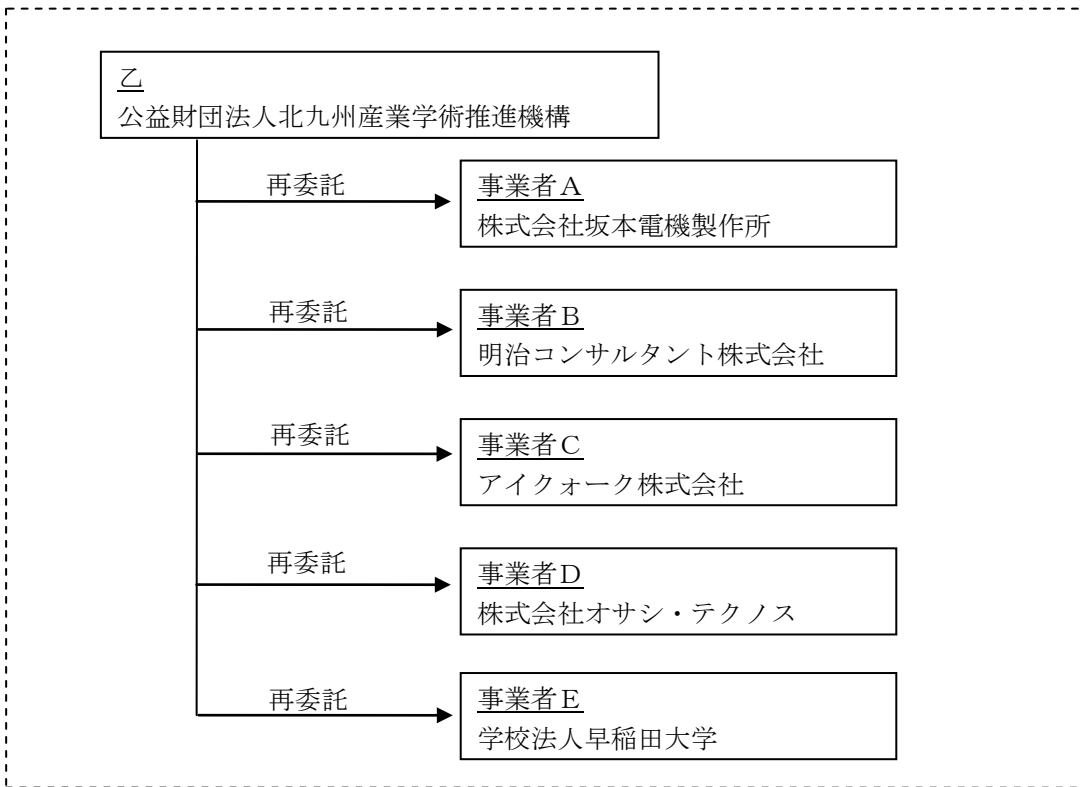 乙
公益財団法人北九州産業学術推進機構
再委託
事業者Ａ
株式会社坂本電機製作所
再委託
事業者Ｂ
明治コンサルタント株式会社
再委託
事業者Ｃ
アイクォーク株式会社
再委託
事業者Ｄ
株式会社オサシ・テクノス
再委託
事業者Ｅ
学校法人早稲田大学